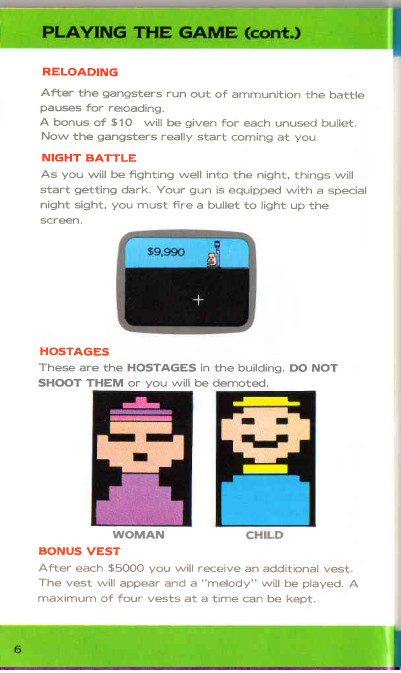 PLAYING THE GAME (cont.)
RELOADING
After the gangsters run out of ammunition the battle
pauses for reloading.
A bonus of $10 will be given for each unused bullet.
Now the gangsters really start coming at you
NIGHT BATTLE
As you will be fighting well into the night, things will
start getting dark. Your gun is equipped with a special
night sight, you must fire a bullet to light up the
screen.
$9,990
HOSTAGES
These are the HOSTAGES in the building. DO NOT
SHOOT THEM or you will be demoted.
WOMAN CHILD
BONUS VEST
After each $5000 you will receive an additional vest.
The vest will appear and a "melody" will be played. A
maximum of four vests at a time can be kept.
6